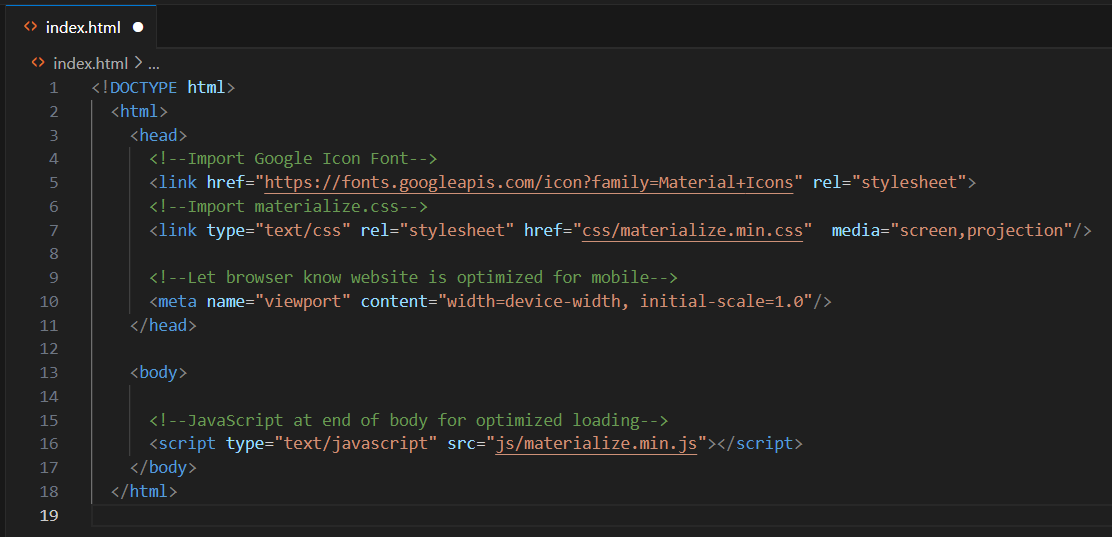 index.html
index.html > ...
1 <!DOCTYPE html>
2 <html>
3 <head>
4 <!--Import Google Icon Font-->
5 <link href="https://fonts.googleapis.com/icon?family=Material+Icons" rel="stylesheet">
6 <!--Import materialize.css-->
7 <link type="text/css" rel="stylesheet" href="css/materialize.min.css"  media="screen,projection"/>
8
9 <!--Let browser know website is optimized for mobile-->
10 <meta name="viewport" content="width=device-width, initial-scale=1.0"/>
11 </head>
12
13 <body>
14
15 <!--JavaScript at end of body for optimized loading-->
16 <script type="text/javascript" src="js/materialize.min.js"></script>
17 </body>
18 </html>
19